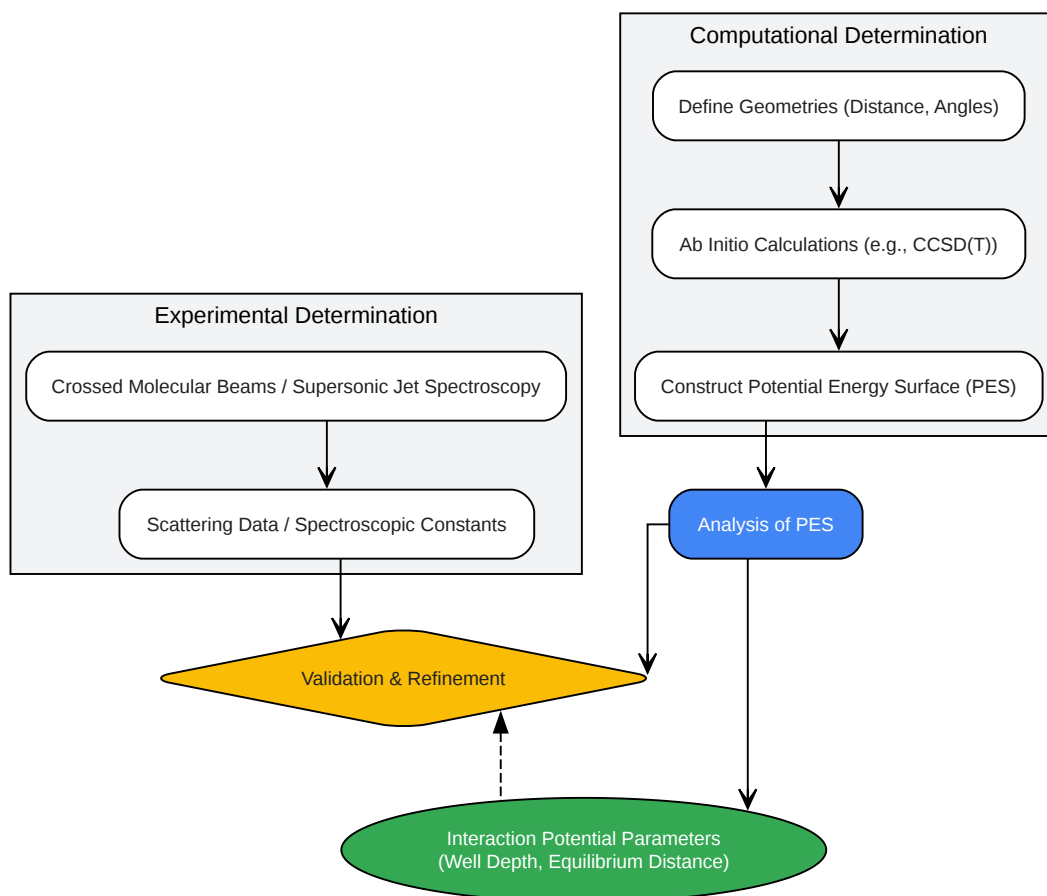 Computational Determination
Define Geometries (Distance, Angles)
Ab Initio Calculations (e.g., CCSD(T))
Construct Potential Energy Surface (PES)
Experimental Determination
Crossed Molecular Beams / Supersonic Jet Spectroscopy
Scattering Data / Spectroscopic Constants
Analysis of PES
Validation & Refinement
Interaction Potential Parameters
(Well Depth, Equilibrium Distance)